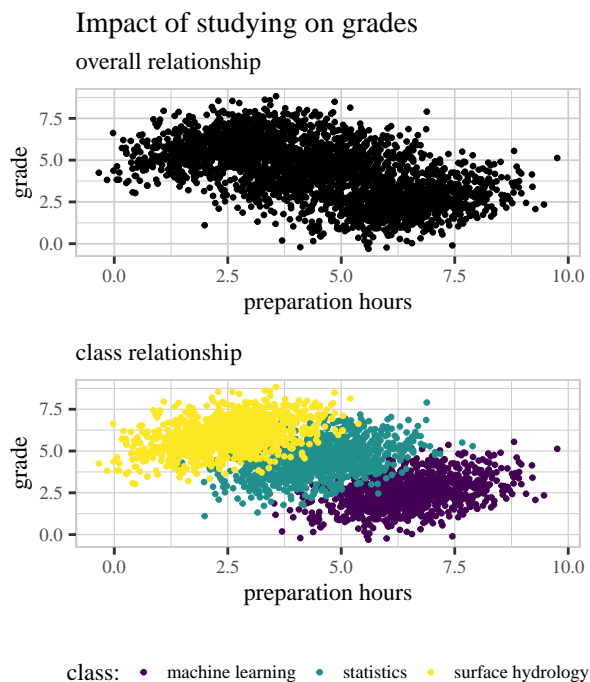 Impact of studying on grades
overall relationship
grade
7.5
5.0
2.5
0.0
0.0 2.5 5.0 7.5 10.0
preparation hours
class relationship
grade
7.5
5.0
2.5
0.0
0.0 2.5 5.0 7.5 10.0
preparation hours
class: machine learning statistics surface hydrology